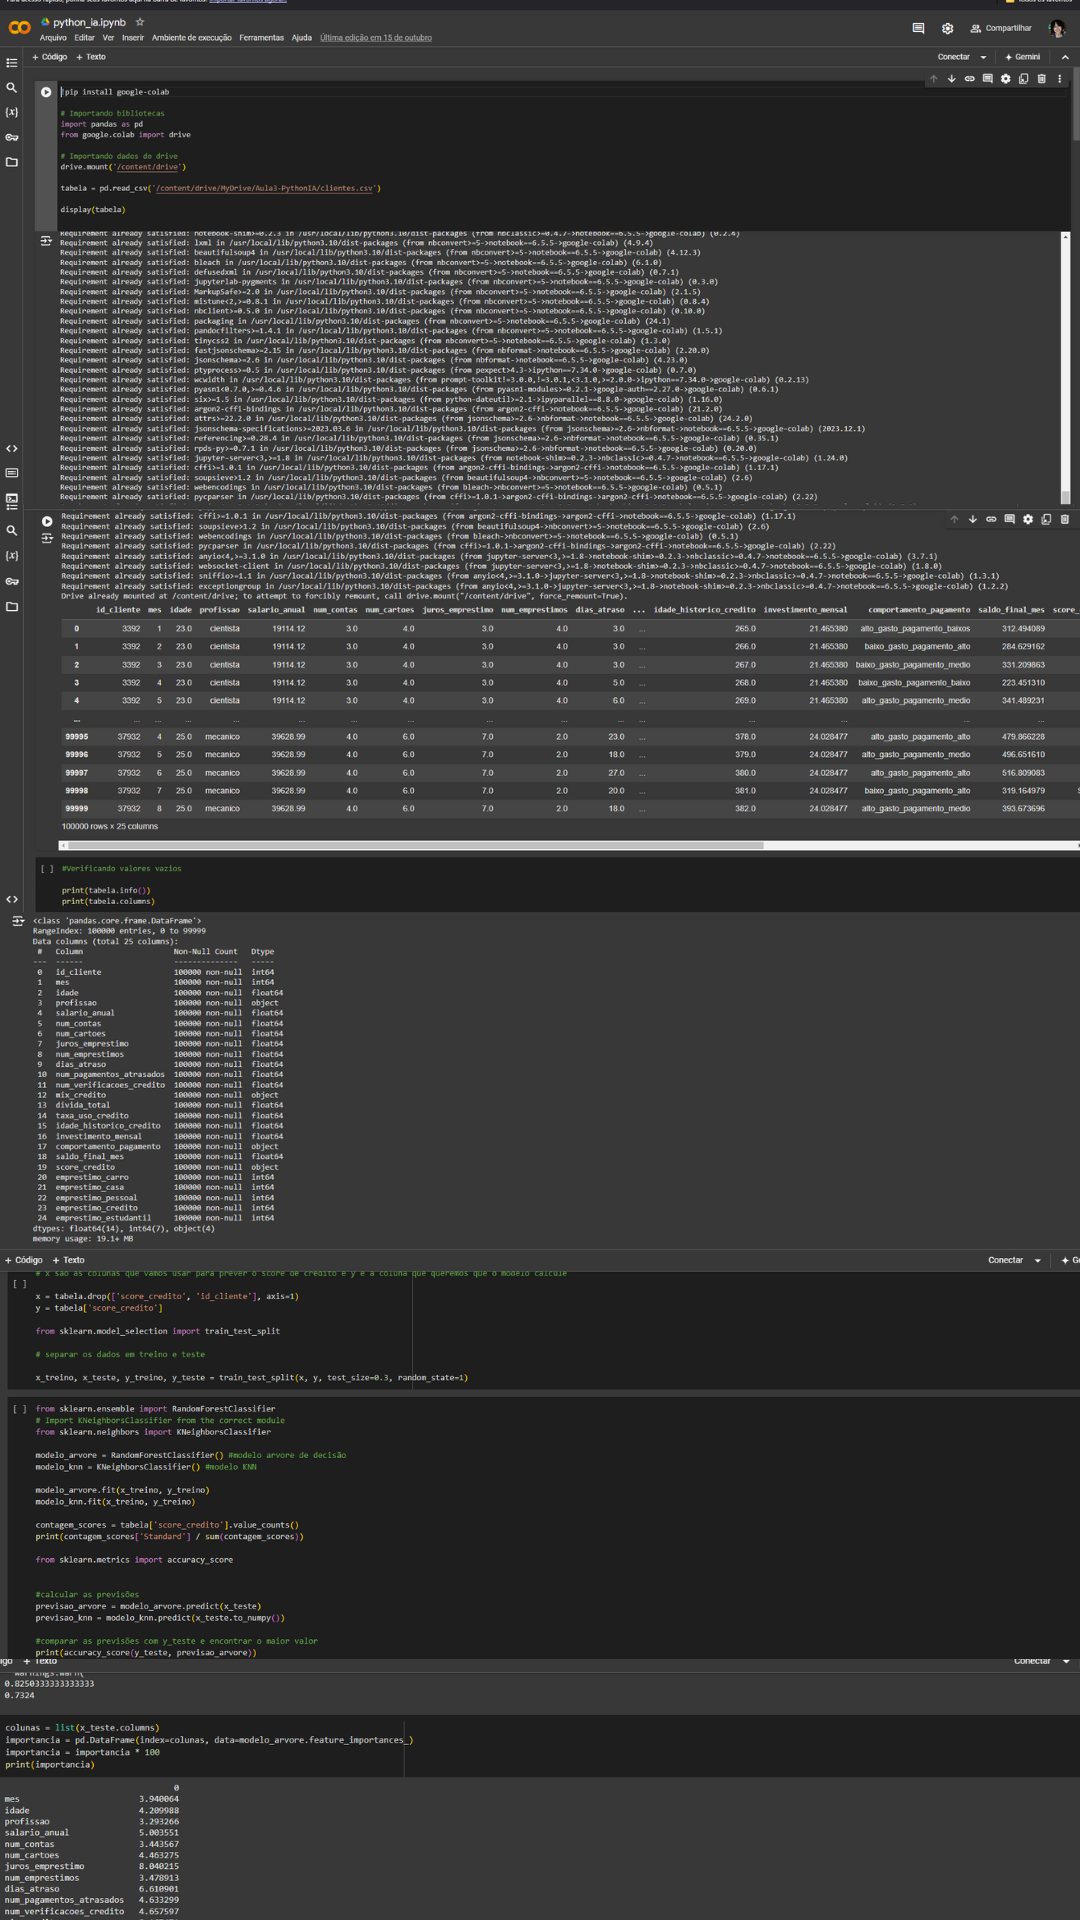 python_ia.ipynb
Arquivo Editar Ver Inserir Ambiente de execução Ferramentas Ajuda Última edição em 15 de outubro
Compartilhar
+ Código + Texto
Conectar
Gemini
!pip install google-colab
# Importando bibliotecas
import pandas as pd
from google.colab import drive
# Importando dados do drive
drive.mount('/content/drive')
tabela = pd.read_csv('/content/drive/MyDrive/Aula3-PythonIA/clientes.csv')
display(tabela)
Requirement already satisfied: notebook-shim>=0.2.3 in /usr/local/lib/python3.10/dist-packages (from nbclassic>=0.4.7->notebook==6.5.5->google-colab) (0.2.4)
Requirement already satisfied: lxml in /usr/local/lib/python3.10/dist-packages (from nbconvert>=5->notebook==6.5.5->google-colab) (4.9.4)
Requirement already satisfied: beautifulsoup4 in /usr/local/lib/python3.10/dist-packages (from nbconvert>=5->notebook==6.5.5->google-colab) (4.12.3)
Requirement already satisfied: bleach in /usr/local/lib/python3.10/dist-packages (from nbconvert>=5->notebook==6.5.5->google-colab) (6.1.0)
Requirement already satisfied: defusedxml in /usr/local/lib/python3.10/dist-packages (from nbconvert>=5->notebook==6.5.5->google-colab) (0.7.1)
Requirement already satisfied: jupyterlab-pygments in /usr/local/lib/python3.10/dist-packages (from nbconvert>=5->notebook==6.5.5->google-colab) (0.3.0)
Requirement already satisfied: MarkupSafe>=2.0 in /usr/local/lib/python3.10/dist-packages (from nbconvert>=5->notebook==6.5.5->google-colab) (2.1.5)
Requirement already satisfied: mistune<2,>=0.8.1 in /usr/local/lib/python3.10/dist-packages (from nbconvert>=5->notebook==6.5.5->google-colab) (0.8.4)
Requirement already satisfied: nbclient>=0.5.0 in /usr/local/lib/python3.10/dist-packages (from nbconvert>=5->notebook==6.5.5->google-colab) (0.10.0)
Requirement already satisfied: packaging in /usr/local/lib/python3.10/dist-packages (from nbconvert>=5->notebook==6.5.5->google-colab) (24.1)
Requirement already satisfied: pandocfilters>=1.4.1 in /usr/local/lib/python3.10/dist-packages (from nbconvert>=5->notebook==6.5.5->google-colab) (1.5.1)
Requirement already satisfied: tinycss2 in /usr/local/lib/python3.10/dist-packages (from nbconvert>=5->notebook==6.5.5->google-colab) (1.3.0)
Requirement already satisfied: fastjsonschema>=2.15 in /usr/local/lib/python3.10/dist-packages (from nbformat->notebook==6.5.5->google-colab) (2.20.0)
Requirement already satisfied: jsonschema>=2.6 in /usr/local/lib/python3.10/dist-packages (from nbformat->notebook==6.5.5->google-colab) (4.23.0)
Requirement already satisfied: ptyprocess>=0.5 in /usr/local/lib/python3.10/dist-packages (from pexpect>4.3->ipython==7.34.0->google-colab) (0.7.0)
Requirement already satisfied: wcwidth in /usr/local/lib/python3.10/dist-packages (from prompt-toolkit!=3.0.0,!=3.0.1,<3.1.0,>=2.0.0->ipython==7.34.0->google-colab) (0.2.13)
Requirement already satisfied: pyasn1<0.7.0,>=0.4.6 in /usr/local/lib/python3.10/dist-packages (from pyasn1-modules>=0.2.1->google-auth==2.27.0->google-colab) (0.6.1)
Requirement already satisfied: six>=1.5 in /usr/local/lib/python3.10/dist-packages (from python-dateutil>=2.1->ipyparallel==8.8.0->google-colab) (1.16.0)
Requirement already satisfied: argon2-cffi-bindings in /usr/local/lib/python3.10/dist-packages (from argon2-cffi->notebook==6.5.5->google-colab) (21.2.0)
Requirement already satisfied: attrs>=22.2.0 in /usr/local/lib/python3.10/dist-packages (from jsonschema>=2.6->nbformat->notebook==6.5.5->google-colab) (24.2.0)
Requirement already satisfied: jsonschema-specifications>=2023.03.6 in /usr/local/lib/python3.10/dist-packages (from jsonschema>=2.6->nbformat->notebook==6.5.5->google-colab) (2023.12.1)
Requirement already satisfied: referencing>=0.28.4 in /usr/local/lib/python3.10/dist-packages (from jsonschema>=2.6->nbformat->notebook==6.5.5->google-colab) (0.35.1)
Requirement already satisfied: rpds-py>=0.7.1 in /usr/local/lib/python3.10/dist-packages (from jsonschema>=2.6->nbformat->notebook==6.5.5->google-colab) (0.20.0)
Requirement already satisfied: jupyter-server<3,>=1.8 in /usr/local/lib/python3.10/dist-packages (from notebook-shim>=0.2.3->nbclassic>=0.4.7->notebook==6.5.5->google-colab) (1.24.0)
Requirement already satisfied: cffi>=1.0.1 in /usr/local/lib/python3.10/dist-packages (from argon2-cffi-bindings->argon2-cffi->notebook==6.5.5->google-colab) (1.17.1)
Requirement already satisfied: soupsieve>1.2 in /usr/local/lib/python3.10/dist-packages (from beautifulsoup4->nbconvert>=5->notebook==6.5.5->google-colab) (2.6)
Requirement already satisfied: webencodings in /usr/local/lib/python3.10/dist-packages (from bleach->nbconvert>=5->notebook==6.5.5->google-colab) (0.5.1)
Requirement already satisfied: pycparser in /usr/local/lib/python3.10/dist-packages (from cffi>=1.0.1->argon2-cffi-bindings->argon2-cffi->notebook==6.5.5->google-colab) (2.22)
Requirement already satisfied: cffi>=1.0.1 in /usr/local/lib/python3.10/dist-packages (from argon2-cffi-bindings->argon2-cffi->notebook==6.5.5->google-colab) (1.17.1)
Requirement already satisfied: soupsieve>1.2 in /usr/local/lib/python3.10/dist-packages (from beautifulsoup4->nbconvert>=5->notebook==6.5.5->google-colab) (2.6)
Requirement already satisfied: webencodings in /usr/local/lib/python3.10/dist-packages (from bleach->nbconvert>=5->notebook==6.5.5->google-colab) (0.5.1)
Requirement already satisfied: pycparser in /usr/local/lib/python3.10/dist-packages (from cffi>=1.0.1->argon2-cffi-bindings->argon2-cffi->notebook==6.5.5->google-colab) (2.22)
Requirement already satisfied: anyio<4,>=3.1.0 in /usr/local/lib/python3.10/dist-packages (from jupyter-server<3,>=1.8->notebook-shim>=0.2.3->nbclassic>=0.4.7->notebook==6.5.5->google-colab) (3.7.1)
Requirement already satisfied: websocket-client in /usr/local/lib/python3.10/dist-packages (from jupyter-server<3,>=1.8->notebook-shim>=0.2.3->nbclassic>=0.4.7->notebook==6.5.5->google-colab) (1.8.0)
Requirement already satisfied: sniffio>=1.1 in /usr/local/lib/python3.10/dist-packages (from anyio<4,>=3.1.0->jupyter-server<3,>=1.8->notebook-shim>=0.2.3->nbclassic>=0.4.7->notebook==6.5.5->google-colab) (1.3.1)
Requirement already satisfied: exceptiongroup in /usr/local/lib/python3.10/dist-packages (from anyio<4,>=3.1.0->jupyter-server<3,>=1.8->notebook-shim>=0.2.3->nbclassic>=0.4.7->notebook==6.5.5->google-colab) (1.2.2)
Drive already mounted at /content/drive; to attempt to forcibly remount, call drive.mount("/content/drive", force_remount=True).
id_cliente mes idade profissao salario_anual num_contas num_cartoes juros_emprestimo num_emprestimos dias_atraso ... idade_historico_credito investimento_mensal comportamento_pagamento saldo_final_mes score_
0 3392 1 23.0 cientista 19114.12 3.0 4.0 3.0 4.0 3.0 ... 265.0 21.465380 alto_gasto_pagamento_baixos 312.494089
1 3392 2 23.0 cientista 19114.12 3.0 4.0 3.0 4.0 3.0 ... 266.0 21.465380 baixo_gasto_pagamento_alto 284.629162
2 3392 3 23.0 cientista 19114.12 3.0 4.0 3.0 4.0 3.0 ... 267.0 21.465380 baixo_gasto_pagamento_medio 331.209863
3 3392 4 23.0 cientista 19114.12 3.0 4.0 3.0 4.0 5.0 ... 268.0 21.465380 baixo_gasto_pagamento_baixo 223.451310
4 3392 5 23.0 cientista 19114.12 3.0 4.0 3.0 4.0 6.0 ... 269.0 21.465380 alto_gasto_pagamento_medio 341.489231
... ... ... ... ... ... ... ... ... ... ... ... ... ... ... ...
99995 37932 4 25.0 mecanico 39628.99 4.0 6.0 7.0 2.0 23.0 ... 378.0 24.028477 alto_gasto_pagamento_alto 479.866228
99996 37932 5 25.0 mecanico 39628.99 4.0 6.0 7.0 2.0 18.0 ... 379.0 24.028477 alto_gasto_pagamento_medio 496.651610
99997 37932 6 25.0 mecanico 39628.99 4.0 6.0 7.0 2.0 27.0 ... 380.0 24.028477 alto_gasto_pagamento_alto 516.809083
99998 37932 7 25.0 mecanico 39628.99 4.0 6.0 7.0 2.0 20.0 ... 381.0 24.028477 baixo_gasto_pagamento_alto 319.164979
99999 37932 8 25.0 mecanico 39628.99 4.0 6.0 7.0 2.0 18.0 ... 382.0 24.028477 alto_gasto_pagamento_medio 393.673696
100000 rows × 25 columns
[ ] #Verificando valores vazios
print(tabela.info())
print(tabela.columns)
<class 'pandas.core.frame.DataFrame'>
RangeIndex: 100000 entries, 0 to 99999
Data columns (total 25 columns):
# Column Non-Null Count Dtype
--- ------ -------------- -----
0 id_cliente 100000 non-null int64
1 mes 100000 non-null int64
2 idade 100000 non-null float64
3 profissao 100000 non-null object
4 salario_anual 100000 non-null float64
5 num_contas 100000 non-null float64
6 num_cartoes 100000 non-null float64
7 juros_emprestimo 100000 non-null float64
8 num_emprestimos 100000 non-null float64
9 dias_atraso 100000 non-null float64
10 num_pagamentos_atrasados 100000 non-null float64
11 num_verificacoes_credito 100000 non-null float64
12 mix_credito 100000 non-null object
13 divida_total 100000 non-null float64
14 taxa_uso_credito 100000 non-null float64
15 idade_historico_credito 100000 non-null float64
16 investimento_mensal 100000 non-null float64
17 comportamento_pagamento 100000 non-null object
18 saldo_final_mes 100000 non-null float64
19 score_credito 100000 non-null object
20 emprestimo_carro 100000 non-null int64
21 emprestimo_casa 100000 non-null int64
22 emprestimo_pessoal 100000 non-null int64
23 emprestimo_credito 100000 non-null int64
24 emprestimo_estudantil 100000 non-null int64
dtypes: float64(14), int64(7), object(4)
memory usage: 19.1+ MB
+ Código + Texto
Conectar
Ge
# x são as colunas que vamos usar para prever o score de credito e y é a coluna que queremos que o modelo calcule
[ ]
x = tabela.drop(['score_credito', 'id_cliente'], axis=1)
y = tabela['score_credito']
from sklearn.model_selection import train_test_split
# separar os dados em treino e teste
x_treino, x_teste, y_treino, y_teste = train_test_split(x, y, test_size=0.3, random_state=1)
[ ] from sklearn.ensemble import RandomForestClassifier
# Import KNeighborsClassifier from the correct module
from sklearn.neighbors import KNeighborsClassifier
modelo_arvore = RandomForestClassifier() #modelo arvore de decisão
modelo_knn = KNeighborsClassifier() #modelo KNN
modelo_arvore.fit(x_treino, y_treino)
modelo_knn.fit(x_treino, y_treino)
contagem_scores = tabela['score_credito'].value_counts()
print(contagem_scores['Standard'] / sum(contagem_scores))
from sklearn.metrics import accuracy_score
#calcular as previsões
previsao_arvore = modelo_arvore.predict(x_teste)
previsao_knn = modelo_knn.predict(x_teste.to_numpy())
#comparar as previsões com y_teste e encontrar o maior valor
print(accuracy_score(y_teste, previsao_arvore))
igo + Texto
Conectar
warnings.warn(
0.8250333333333333
0.7324
colunas = list(x_teste.columns)
importancia = pd.DataFrame(index=colunas, data=modelo_arvore.feature_importances_)
importancia = importancia * 100
print(importancia)
0
mes 3.940064
idade 4.209988
profissao 3.293266
salario_anual 5.003551
num_contas 3.443567
num_cartoes 4.463275
juros_emprestimo 8.040215
num_emprestimos 3.478913
dias_atraso 6.610901
num_pagamentos_atrasados 4.633299
num_verificacoes_credito 4.657597